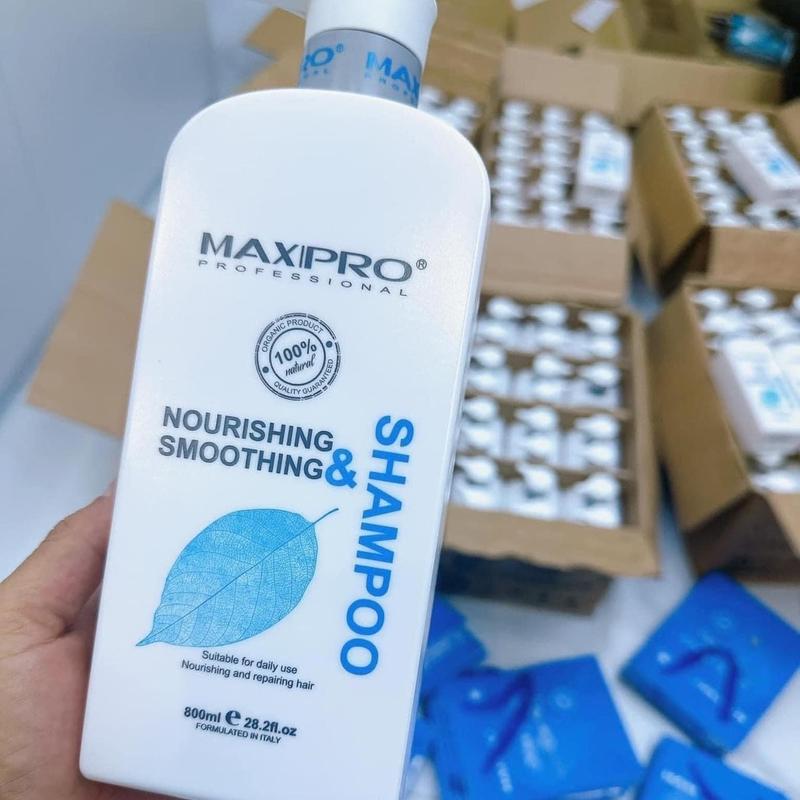 MAXPRO®
PROFESSIONAL
ORGANIC PRODUCT
100%
natural
QUALITY GUARANTEED
NOURISHING
SMOOTHING
&
SHAMPOO
Suitable for daily use
Nourishing and repairing hair
800ml e 28.2fl.oz
FORMULATED IN ITALY